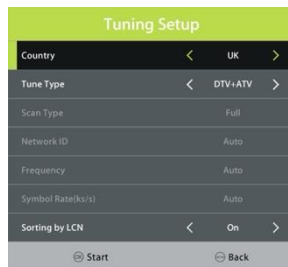 Tuning Setup
Country < UK >
Tune Type < DTV+ATV >
Scan Type Full
Network ID Auto
Frequency Auto
Symbol Rate(ks/s) Auto
Sorting by LCN < On >
OK Start Back